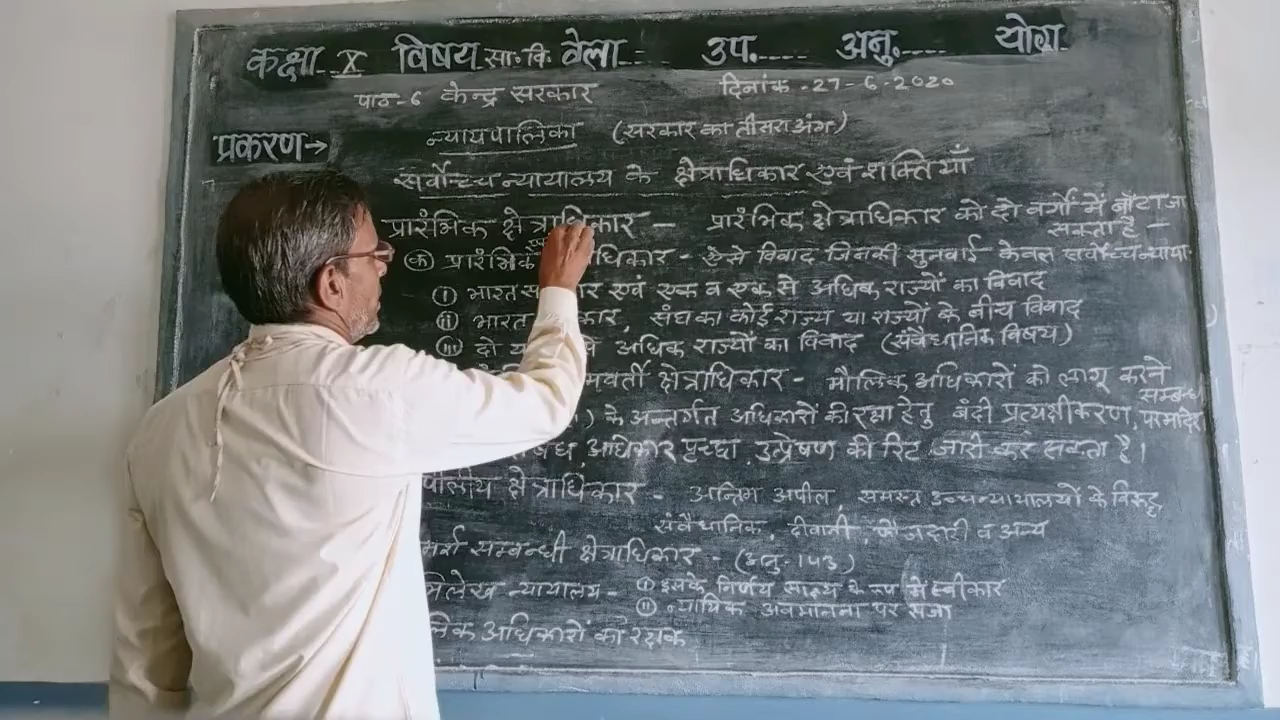 कक्षा...X विषय सा.वि. वेला.... उप..... अनु..... योग
पाठ-6 केन्द्र सरकार दिनांक-27-6-2020
प्रकरण→ न्यायपालिका (सरकार का तीसरा अंग)
सर्वोच्च न्यायालय के क्षेत्राधिकार एवं शक्तियाँ
प्रारंभिक क्षेत्राधिकार — प्रारंभिक क्षेत्राधिकार को दो वर्गों में बाँटा जा सकता है —
(क) प्रारंभिक धिकार - ऐसे विवाद जिनकी सुनवाई केवल सर्वोच्च न्याया-
(i) भारत स र एवं एक व एक से अधिक राज्यों का विवाद
(ii) भारत कार, संघ का कोई राज्य या राज्यों के बीच विवाद
(iii) दो अधिक राज्यों का विवाद (संवैधानिक विषय)
मवर्ती क्षेत्राधिकार - मौलिक अधिकारों को लागू करने सम्बन्ध
) के अन्तर्गत अधिकारों की रक्षा हेतु बंदी प्रत्यक्षीकरण, परमादेश
अधिकार पृच्छा, उत्प्रेषण की रिट जारी कर सकता है।
पीलीय क्षेत्राधिकार - अन्तिम अपील, समस्त उच्च न्यायालयों के विरूद्ध,
संवैधानिक, दीवानी, फौजदारी व अन्य
मर्श सम्बन्धी क्षेत्राधिकार - (अनु.143)
भिलेख न्यायालय - (i) इसके निर्णय साक्ष्य के रूप में स्वीकार
(ii) न्यायिक अवमानना पर सजा
लिक अधिकारों का रक्षक